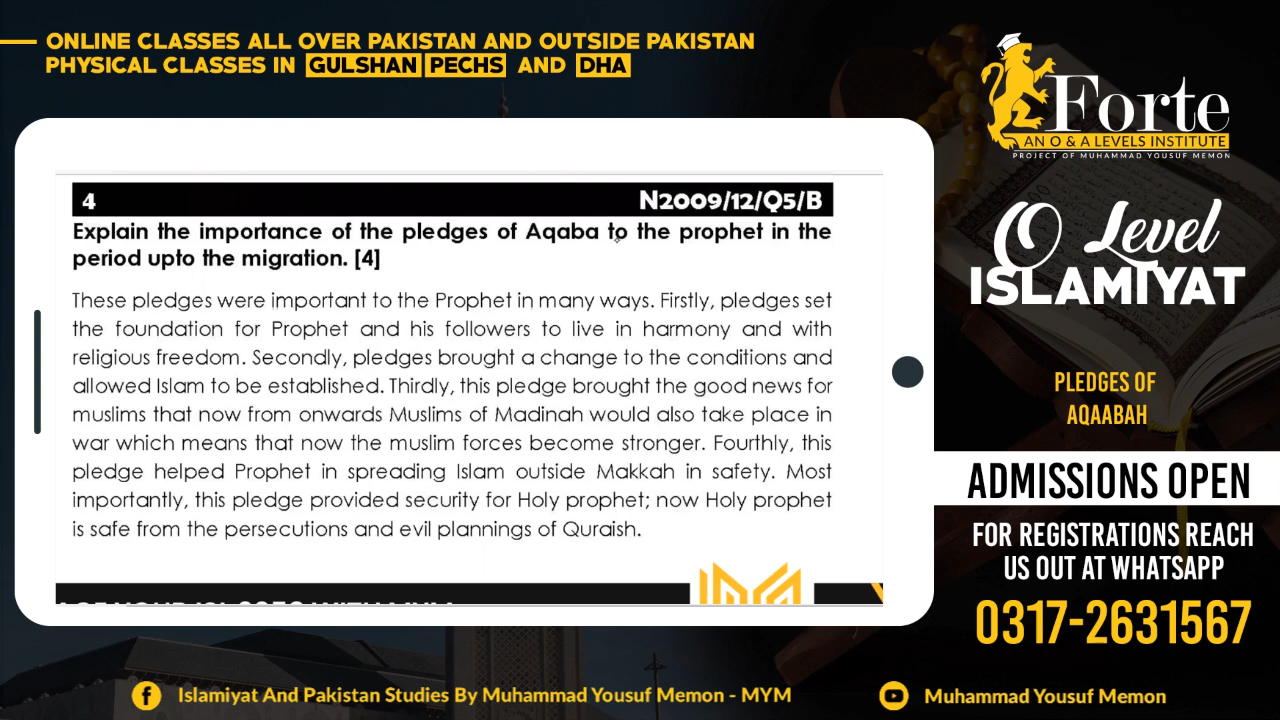 ONLINE CLASSES ALL OVER PAKISTAN AND OUTSIDE PAKISTAN
PHYSICAL CLASSES IN GULSHAN PECHS AND DHA
Forte
AN O & A LEVELS INSTITUTE
PROJECT OF MUHAMMAD YOUSUF MEMON
4 N2009/12/Q5/B
Explain the importance of the pledges of Aqaba to the prophet in the
period upto the migration. [4]
These pledges were important to the Prophet in many ways. Firstly, pledges set
the foundation for Prophet and his followers to live in harmony and with
religious freedom. Secondly, pledges brought a change to the conditions and
allowed Islam to be established. Thirdly, this pledge brought the good news for
muslims that now from onwards Muslims of Madinah would also take place in
war which means that now the muslim forces become stronger. Fourthly, this
pledge helped Prophet in spreading Islam outside Makkah in safety. Most
importantly, this pledge provided security for Holy prophet; now Holy prophet
is safe from the persecutions and evil plannings of Quraish.
O Level
ISLAMIYAT
PLEDGES OF
AQAABAH
ADMISSIONS OPEN
FOR REGISTRATIONS REACH
US OUT AT WHATSAPP
0317-2631567
Islamiyat And Pakistan Studies By Muhammad Yousuf Memon - MYM
Muhammad Yousuf Memon